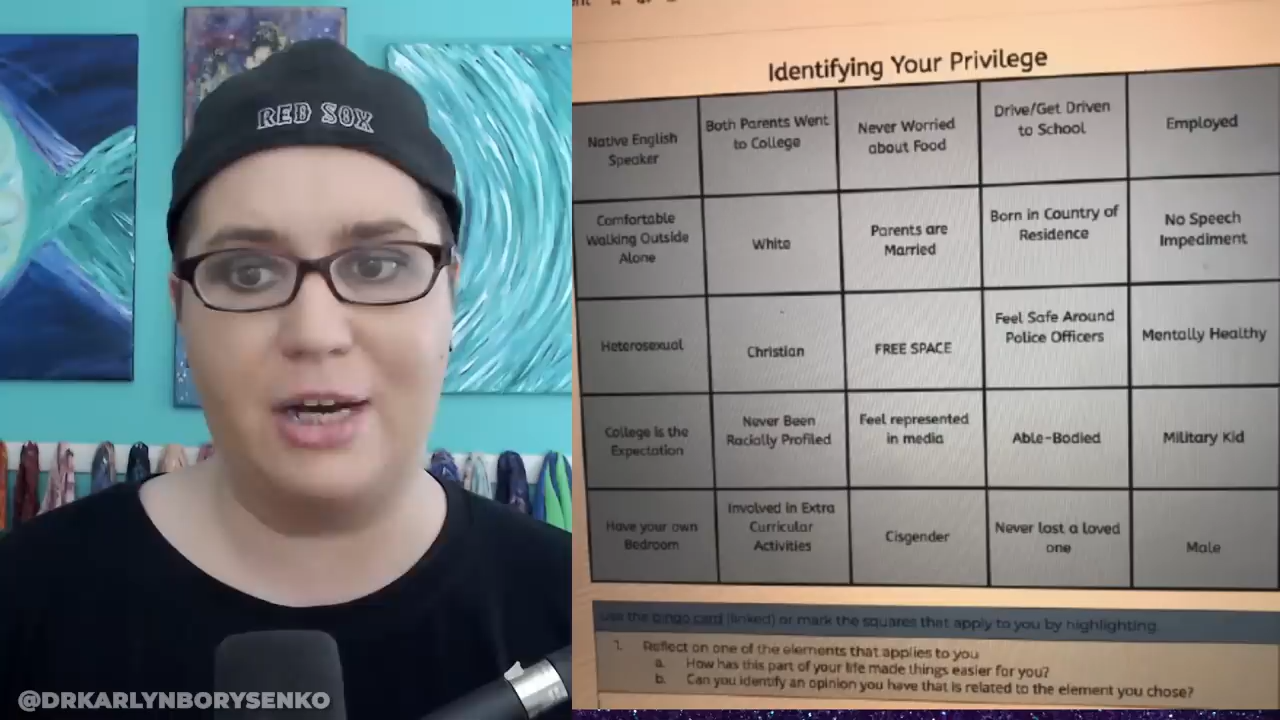 RED SOX
@DRKARLYNBORYSENKO
Identifying Your Privilege
Native English
Speaker
Both Parents Went
to College
Never Worried
about Food
Drive/Get Driven
to School
Employed
Comfortable
Walking Outside
Alone
White
Parents are
Married
Born in Country of
Residence
No Speech
Impediment
Heterosexual
Christian
FREE SPACE
Feel Safe Around
Police Officers
Mentally Healthy
College is the
Expectation
Never Been
Racially Profiled
Feel represented
in media
Able-Bodied
Military Kid
Have your own
Bedroom
Involved in Extra
Curricular
Activities
Cisgender
Never lost a loved
one
Male
Use the bingo card (linked) or mark the squares that apply to you by highlighting.
1. Reflect on one of the elements that applies to you
a. How has this part of your life made things easier for you?
b. Can you identify an opinion you have that is related to the element you chose?